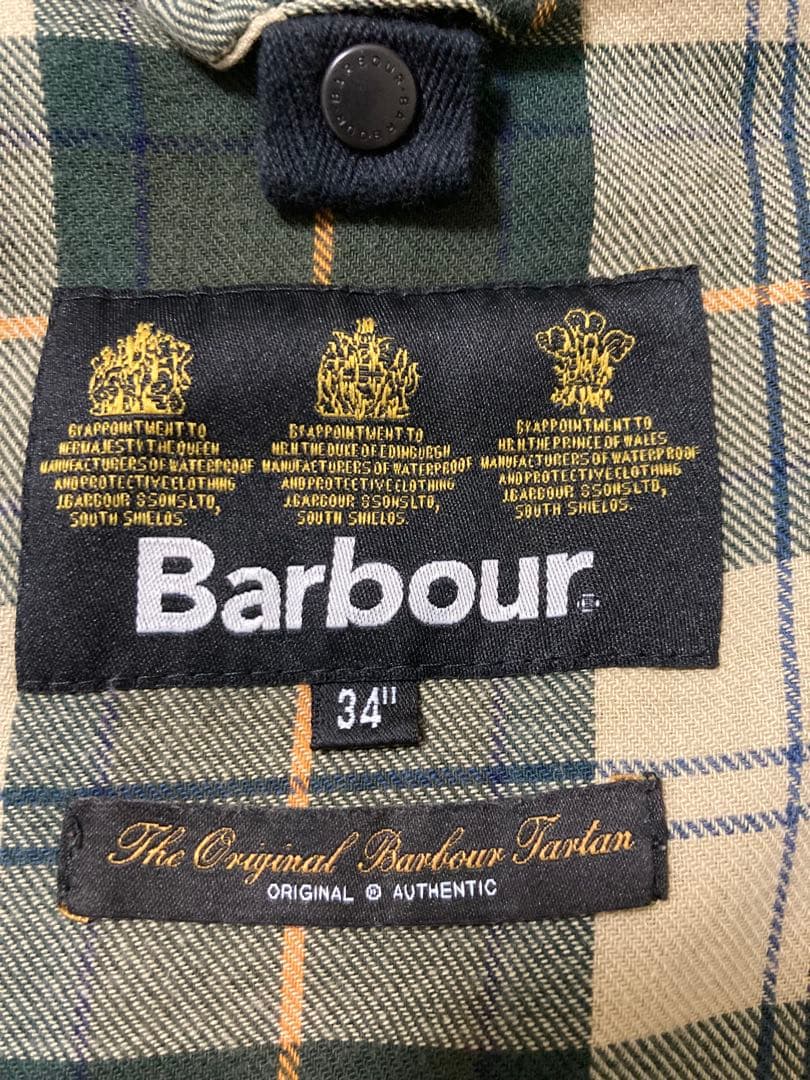 BARBOUR·BARBOUR·
BY APPOINTMENT TO
HER MAJESTY THE QUEEN
MANUFACTURERS OF WATERPROOF
AND PROTECTIVE CLOTHING
J.BARBOUR & SONS LTD,
SOUTH SHIELDS.
BY APPOINTMENT TO
H.R.H. THE DUKE OF EDINBURGH
MANUFACTURERS OF WATERPROOF
AND PROTECTIVE CLOTHING
J.BARBOUR & SONS LTD,
SOUTH SHIELDS.
BY APPOINTMENT TO
H.R.H. THE PRINCE OF WALES
MANUFACTURERS OF WATERPROOF
AND PROTECTIVE CLOTHING
J.BARBOUR & SONS LTD,
SOUTH SHIELDS.
Barbour®
34"
The Original Barbour Tartan
ORIGINAL ® AUTHENTIC